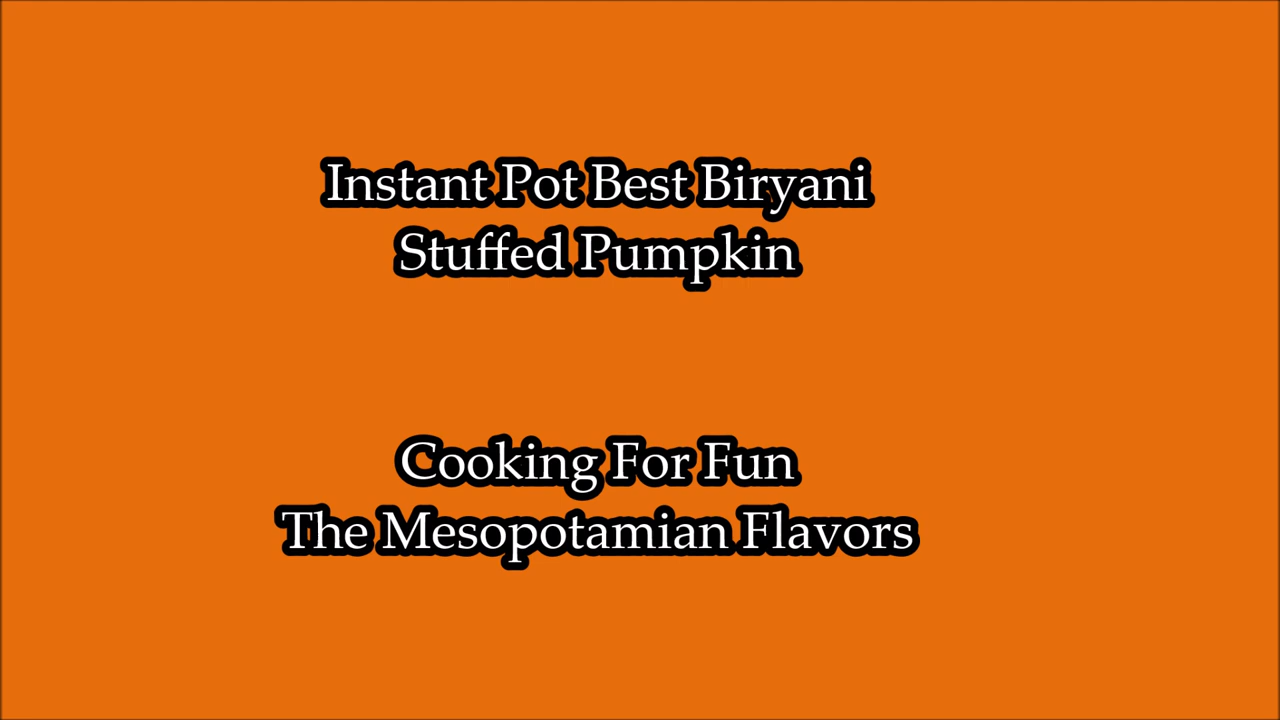 Instant Pot Best Biryani
Stuffed Pumpkin
Cooking For Fun
The Mesopotamian Flavors